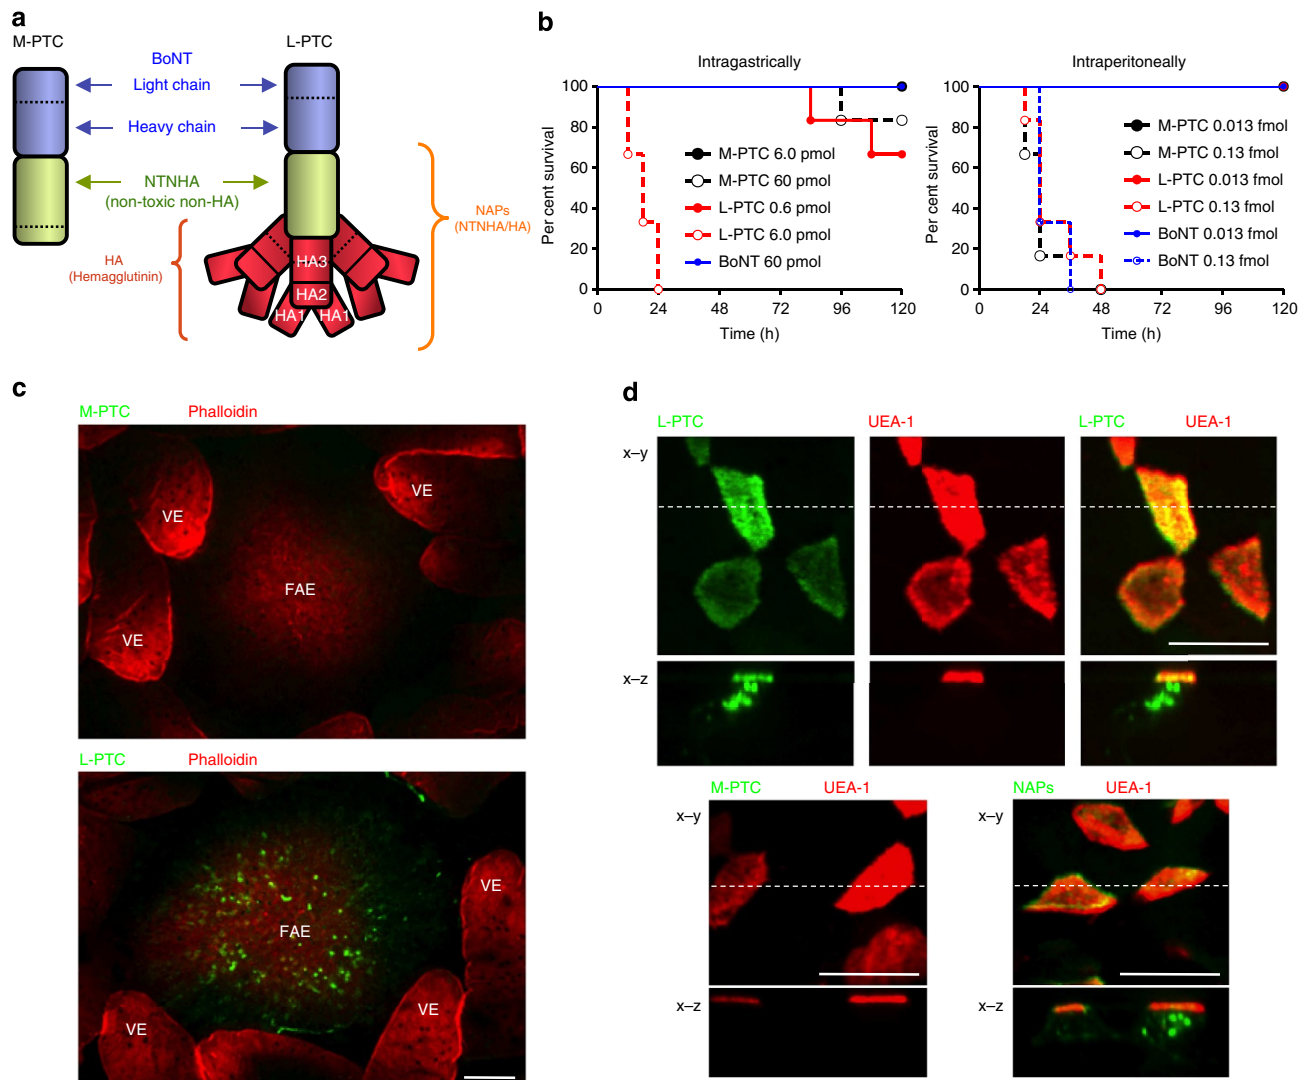 a
M-PTC
L-PTC
BoNT
Light chain
Heavy chain
NTNHA
(non-toxic non-HA)
HA
(Hemagglutinin)
NAPs
(NTNHA/HA)
HA3
HA2
HA1 HA1
b
Intragastrically
Per cent survival
100
80
60
40
20
0
0 24 48 72 96 120
Time (h)
M-PTC 6.0 pmol
M-PTC 60 pmol
L-PTC 0.6 pmol
L-PTC 6.0 pmol
BoNT 60 pmol
Intraperitoneally
Per cent survival
100
80
60
40
20
0
0 24 48 72 96 120
Time (h)
M-PTC 0.013 fmol
M-PTC 0.13 fmol
L-PTC 0.013 fmol
L-PTC 0.13 fmol
BoNT 0.013 fmol
BoNT 0.13 fmol
c
M-PTC Phalloidin
VE
VE
FAE
VE
L-PTC Phalloidin
VE
FAE
VE
VE
d
L-PTC UEA-1 L-PTC UEA-1
x–y
x–z
M-PTC UEA-1
x–y
x–z
NAPs UEA-1
x–y
x–z